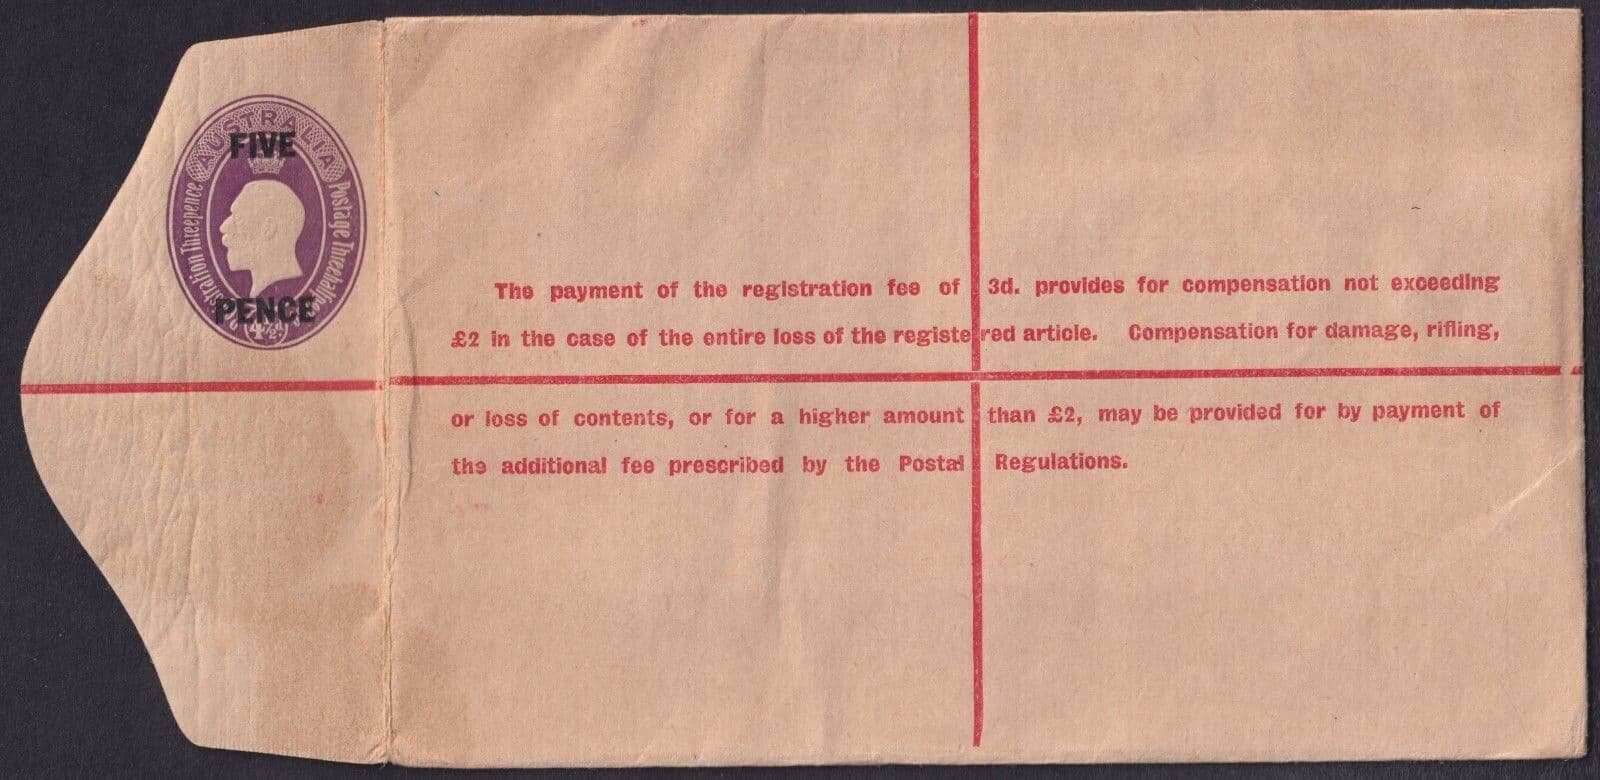 AUSTRALIA
FIVE
Postage Threehalfpence
Threepence
PENCE
4½d
The payment of the registration fee of 3d. provides for compensation not exceeding
£2 in the case of the entire loss of the registered article. Compensation for damage, rifling,
or loss of contents, or for a higher amount than £2, may be provided for by payment of
the additional fee prescribed by the Postal Regulations.